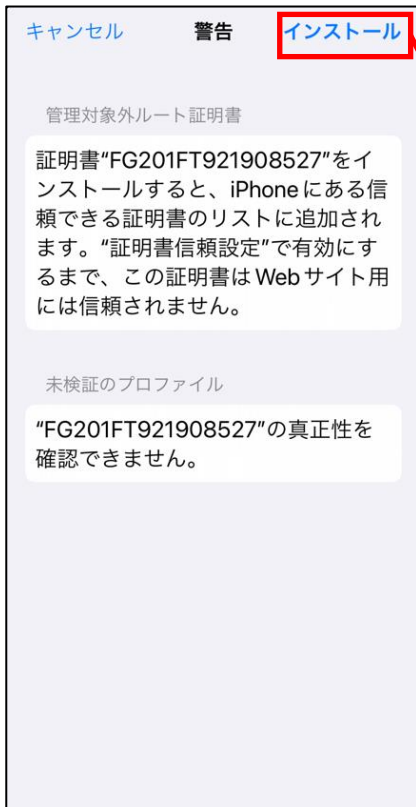 キャンセル 警告 インストール
管理対象外ルート証明書
証明書“FG201FT921908527”をイ
ンストールすると、iPhoneにある信
頼できる証明書のリストに追加され
ます。“証明書信頼設定”で有効にす
るまで、この証明書はWebサイト用
には信頼されません。
未検証のプロファイル
“FG201FT921908527”の真正性を
確認できません。